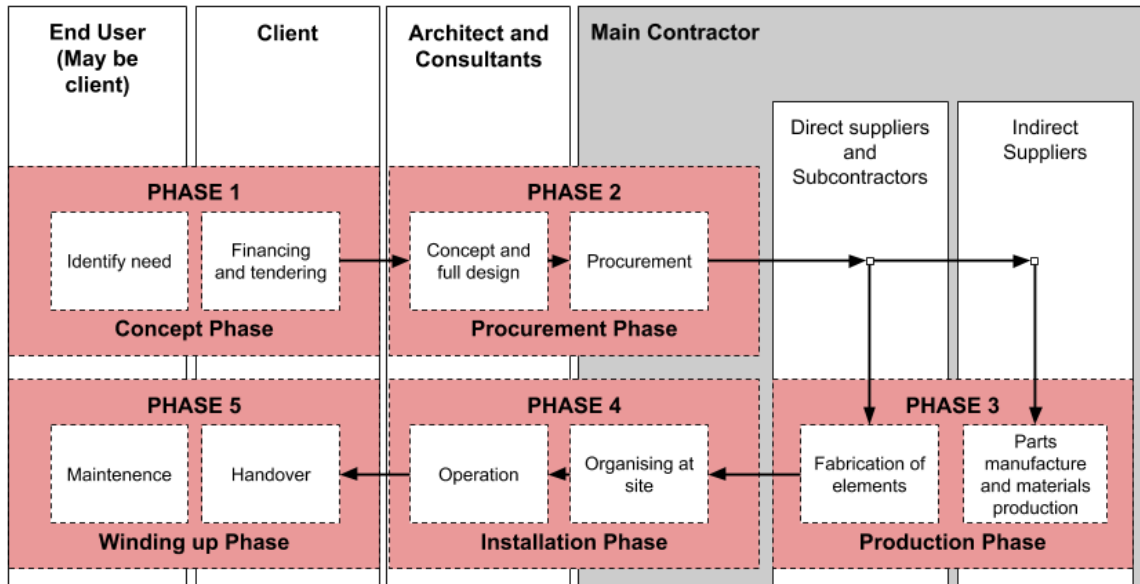 End User
(May be
client)
Client
Architect and
Consultants
Main Contractor
Direct suppliers
and
Subcontractors
Indirect
Suppliers
PHASE 1
Identify need
Financing
and tendering
Concept Phase
PHASE 2
Concept and
full design
Procurement
Procurement Phase
PHASE 5
Maintenence
Handover
Winding up Phase
PHASE 4
Operation
Organising at
site
Installation Phase
PHASE 3
Fabrication of
elements
Parts
manufacture
and materials
production
Production Phase